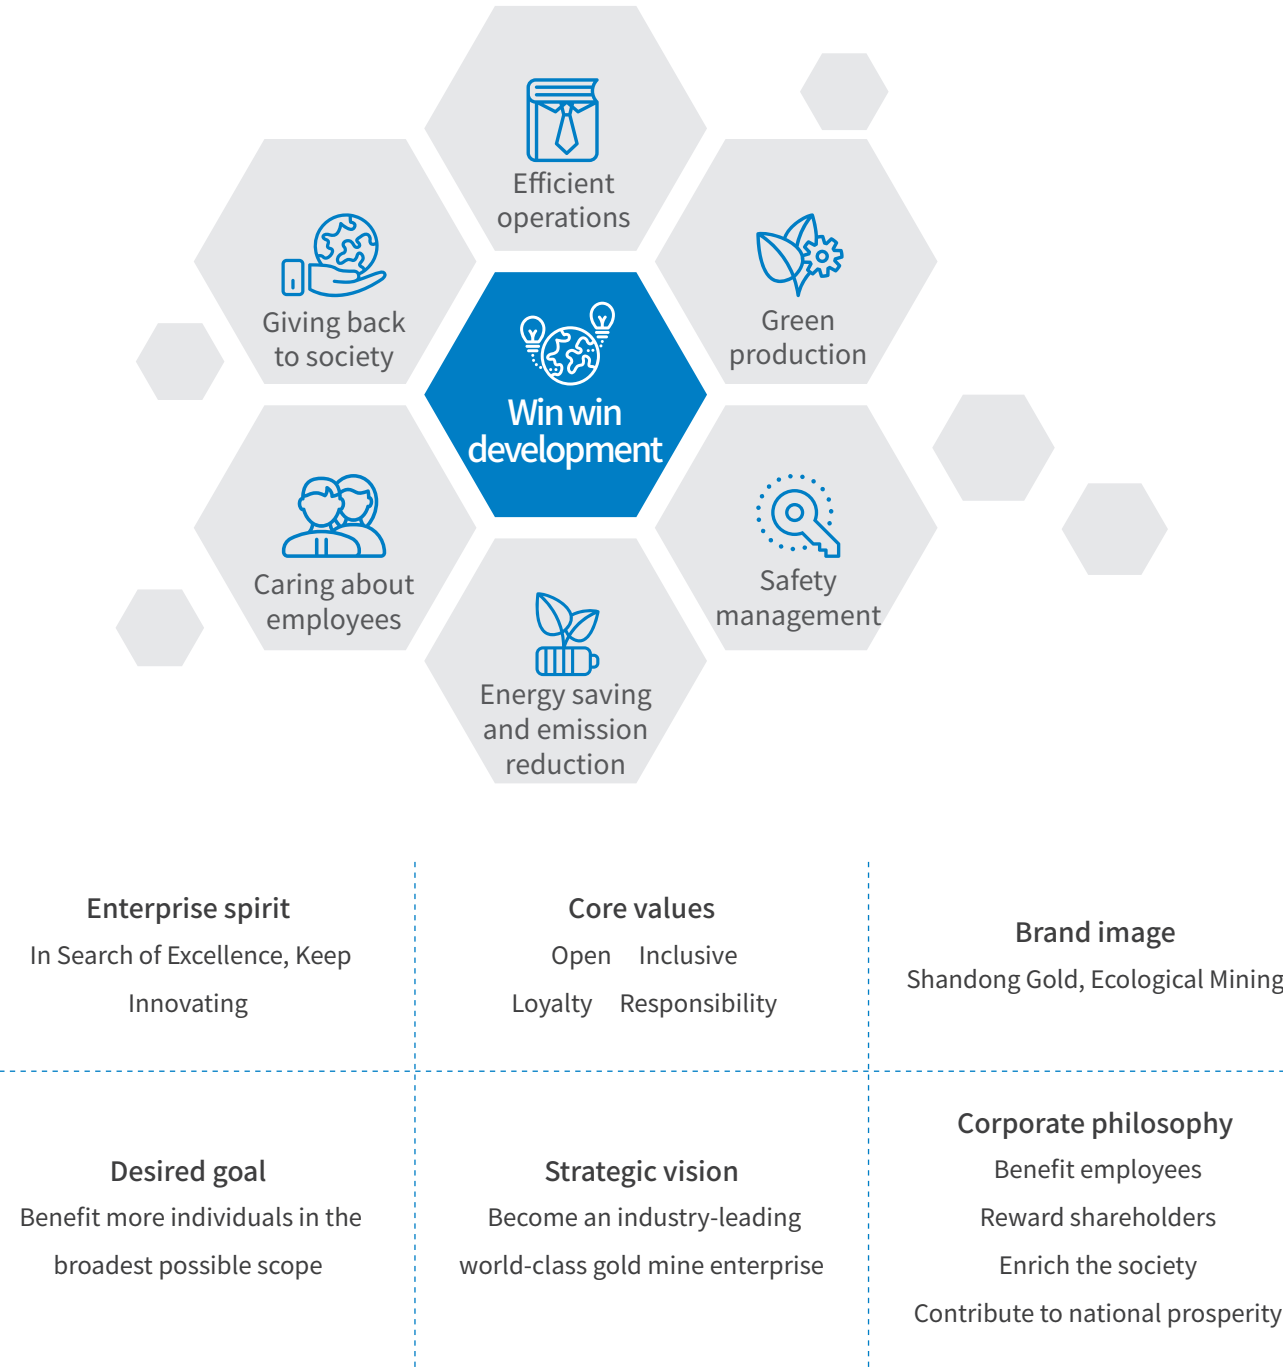 Efficient
operations
Giving back
to society
Green
production
Win win
development
Caring about
employees
Safety
management
Energy saving
and emission
reduction
Enterprise spirit
In Search of Excellence, Keep
Innovating
Core values
Open Inclusive
Loyalty Responsibility
Brand image
Shandong Gold, Ecological Mining
Desired goal
Benefit more individuals in the
broadest possible scope
Strategic vision
Become an industry-leading
world-class gold mine enterprise
Corporate philosophy
Benefit employees
Reward shareholders
Enrich the society
Contribute to national prosperity